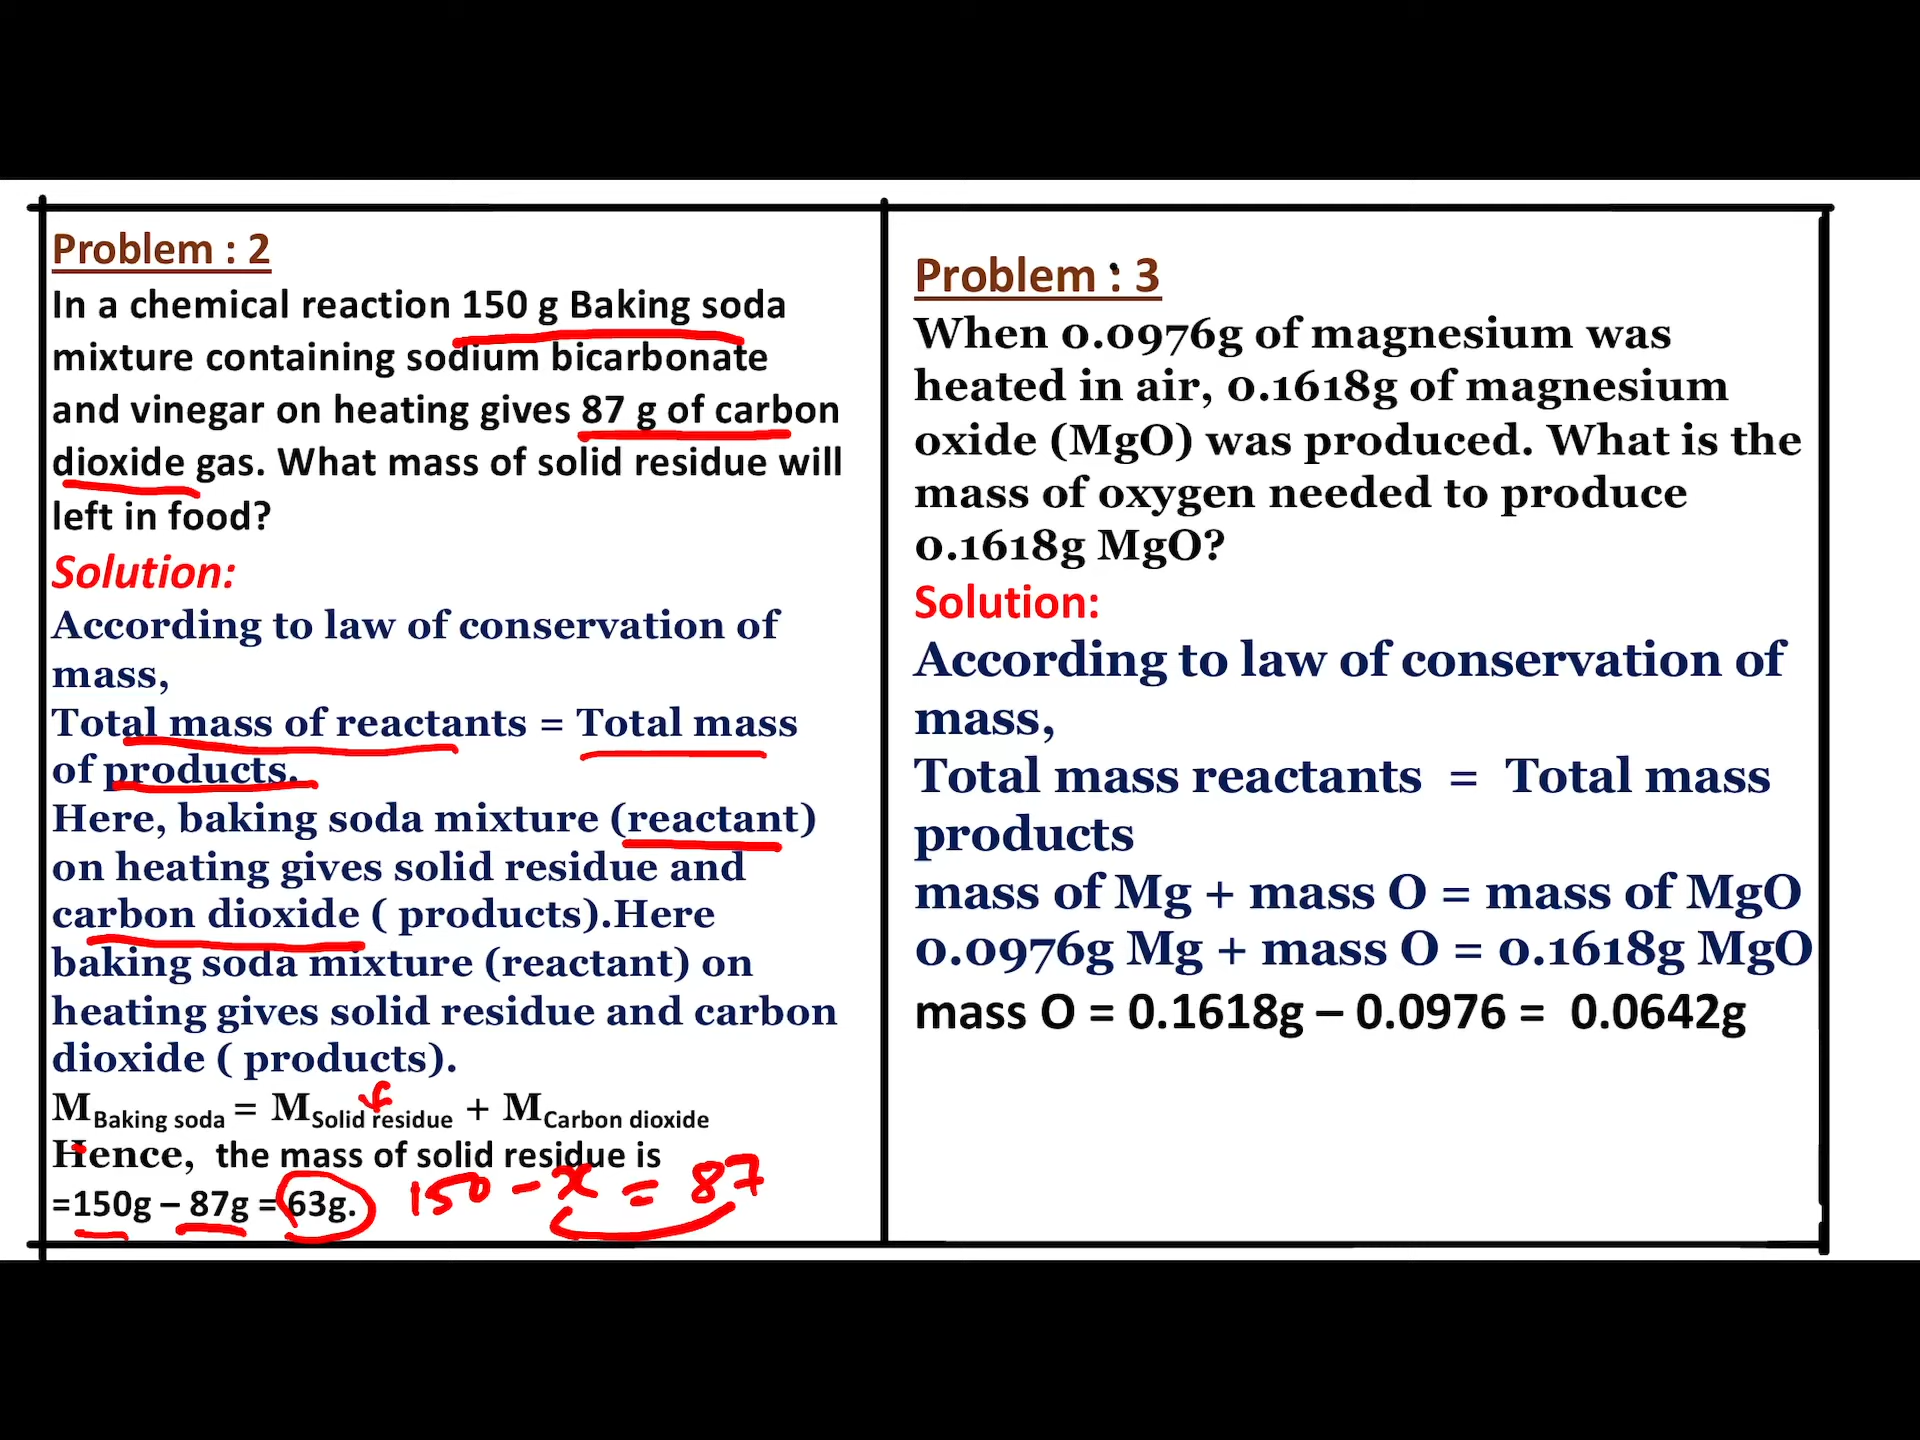 Problem : 2
In a chemical reaction 150 g Baking soda
mixture containing sodium bicarbonate
and vinegar on heating gives 87 g of carbon
dioxide gas. What mass of solid residue will
left in food?
Solution:
According to law of conservation of
mass,
Total mass of reactants = Total mass
of products.
Here, baking soda mixture (reactant)
on heating gives solid residue and
carbon dioxide ( products).Here
baking soda mixture (reactant) on
heating gives solid residue and carbon
dioxide ( products).
M Baking soda = M Solid residue + M Carbon dioxide
Hence, the mass of solid residue is
=150g – 87g = 63g.
150 - x = 87
Problem : 3
When 0.0976g of magnesium was
heated in air, 0.1618g of magnesium
oxide (MgO) was produced. What is the
mass of oxygen needed to produce
0.1618g MgO?
Solution:
According to law of conservation of
mass,
Total mass reactants = Total mass
products
mass of Mg + mass O = mass of MgO
0.0976g Mg + mass O = 0.1618g MgO
mass O = 0.1618g – 0.0976 = 0.0642g